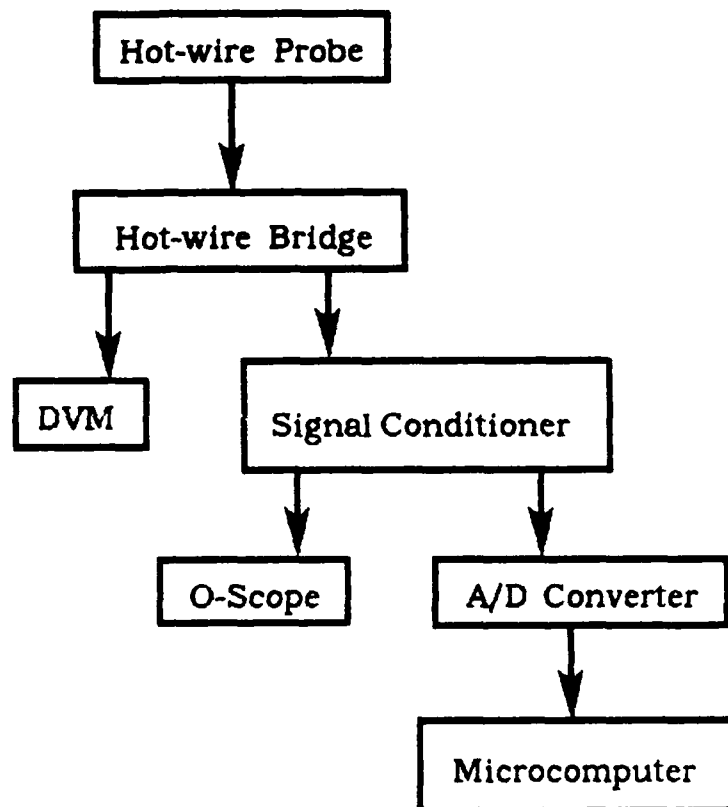 Hot-wire Probe
Hot-wire Bridge
DVM
Signal Conditioner
O-Scope
A/D Converter
Microcomputer